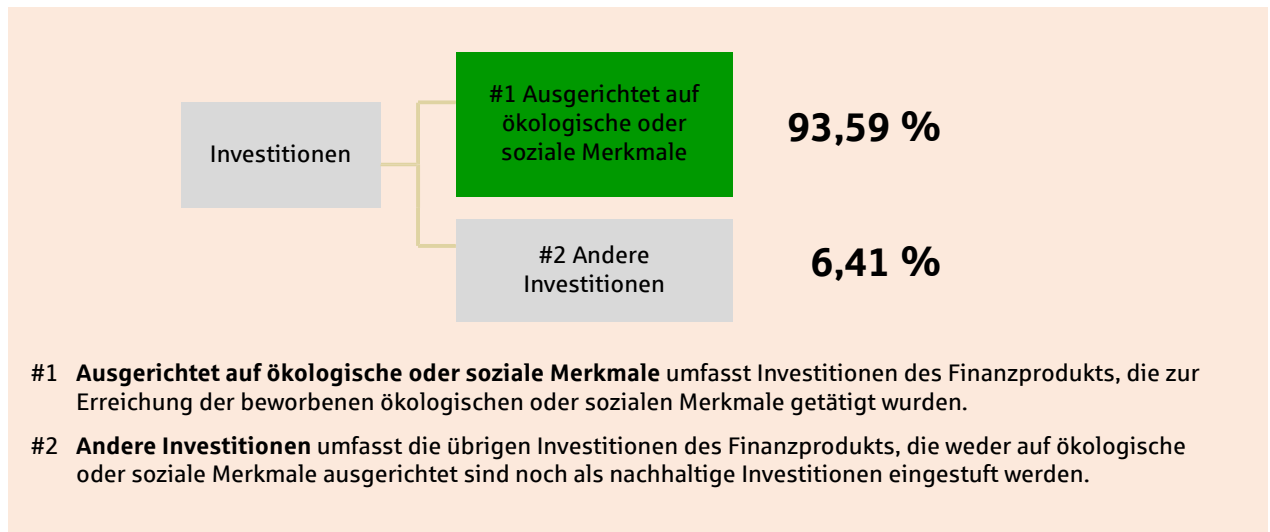 #1 Ausgerichtet auf
ökologische oder
soziale Merkmale
93,59 %
Investitionen
#2 Andere
Investitionen
6,41 %
#1 Ausgerichtet auf ökologische oder soziale Merkmale umfasst Investitionen des Finanzprodukts, die zur
Erreichung der beworbenen ökologischen oder sozialen Merkmale getätigt wurden.
#2 Andere Investitionen umfasst die übrigen Investitionen des Finanzprodukts, die weder auf ökologische
oder soziale Merkmale ausgerichtet sind noch als nachhaltige Investitionen eingestuft werden.